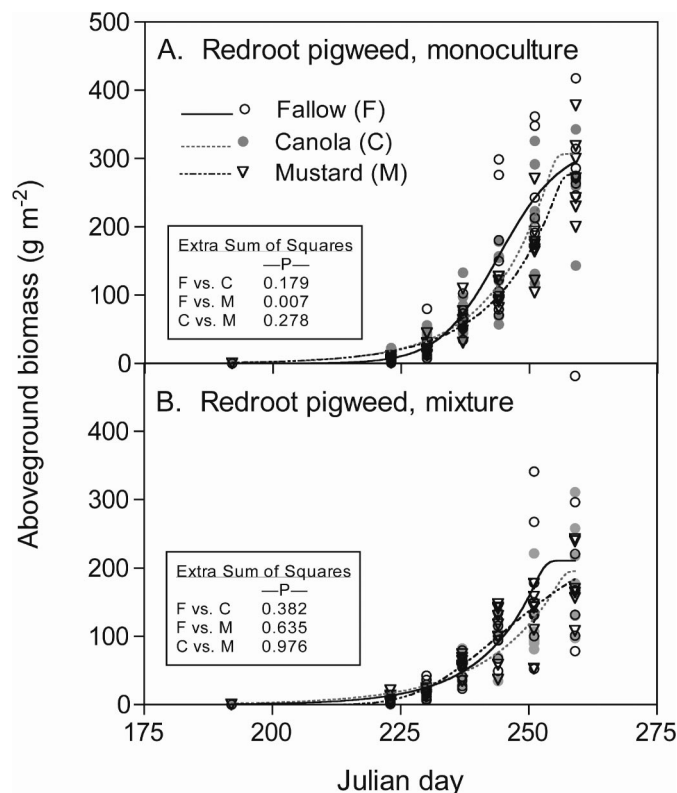 500
A. Redroot pigweed, monoculture
400
Fallow (F)
Canola (C)
300
Mustard (M)
200
Extra Sum of Squares
—P—
F vs. C 0.179
100
F vs. M 0.007
C vs. M 0.278
0
B. Redroot pigweed, mixture
400
300
200
Extra Sum of Squares
—P—
F vs. C 0.382
100
F vs. M 0.635
C vs. M 0.976
0
175 200 225 250 275
Julian day
Aboveground biomass (g m⁻²)